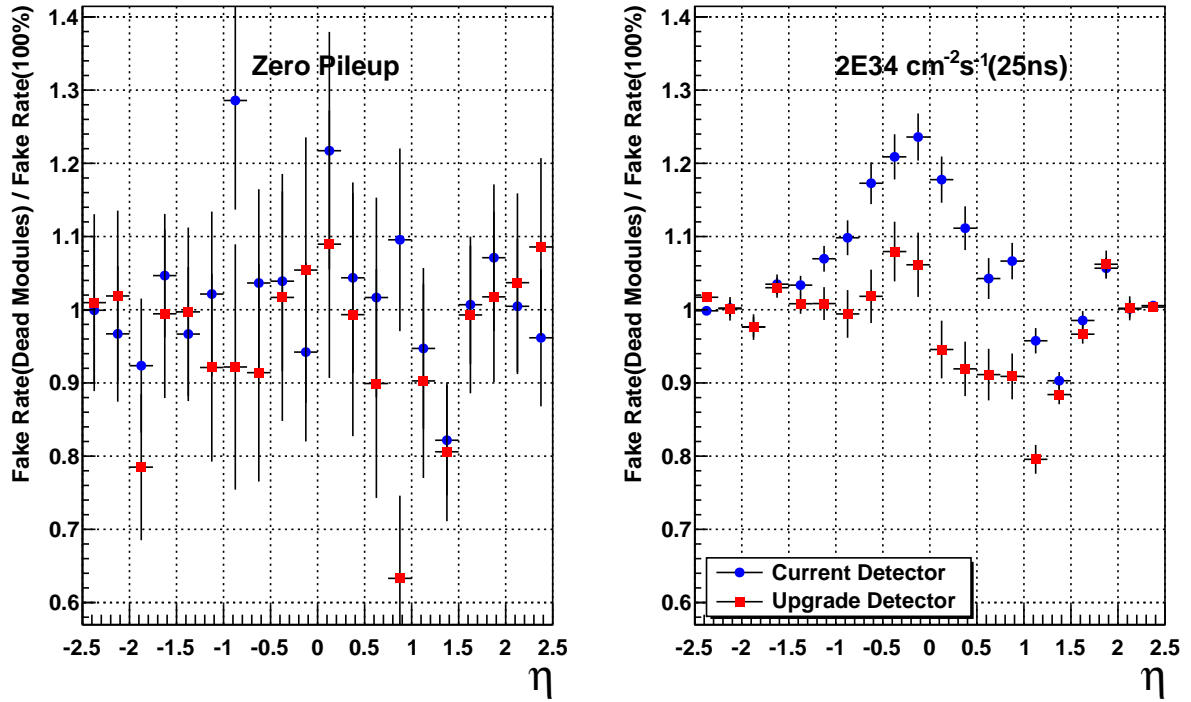 Fake Rate(Dead Modules) / Fake Rate(100%)
Zero Pileup
1.4
1.3
1.2
1.1
1
0.9
0.8
0.7
0.6
-2.5 -2 -1.5 -1 -0.5 0 0.5 1 1.5 2 2.5
η
Fake Rate(Dead Modules) / Fake Rate(100%)
2E34 cm⁻²s⁻¹(25ns)
1.4
1.3
1.2
1.1
1
0.9
0.8
0.7
0.6
Current Detector
Upgrade Detector
-2.5 -2 -1.5 -1 -0.5 0 0.5 1 1.5 2 2.5
η